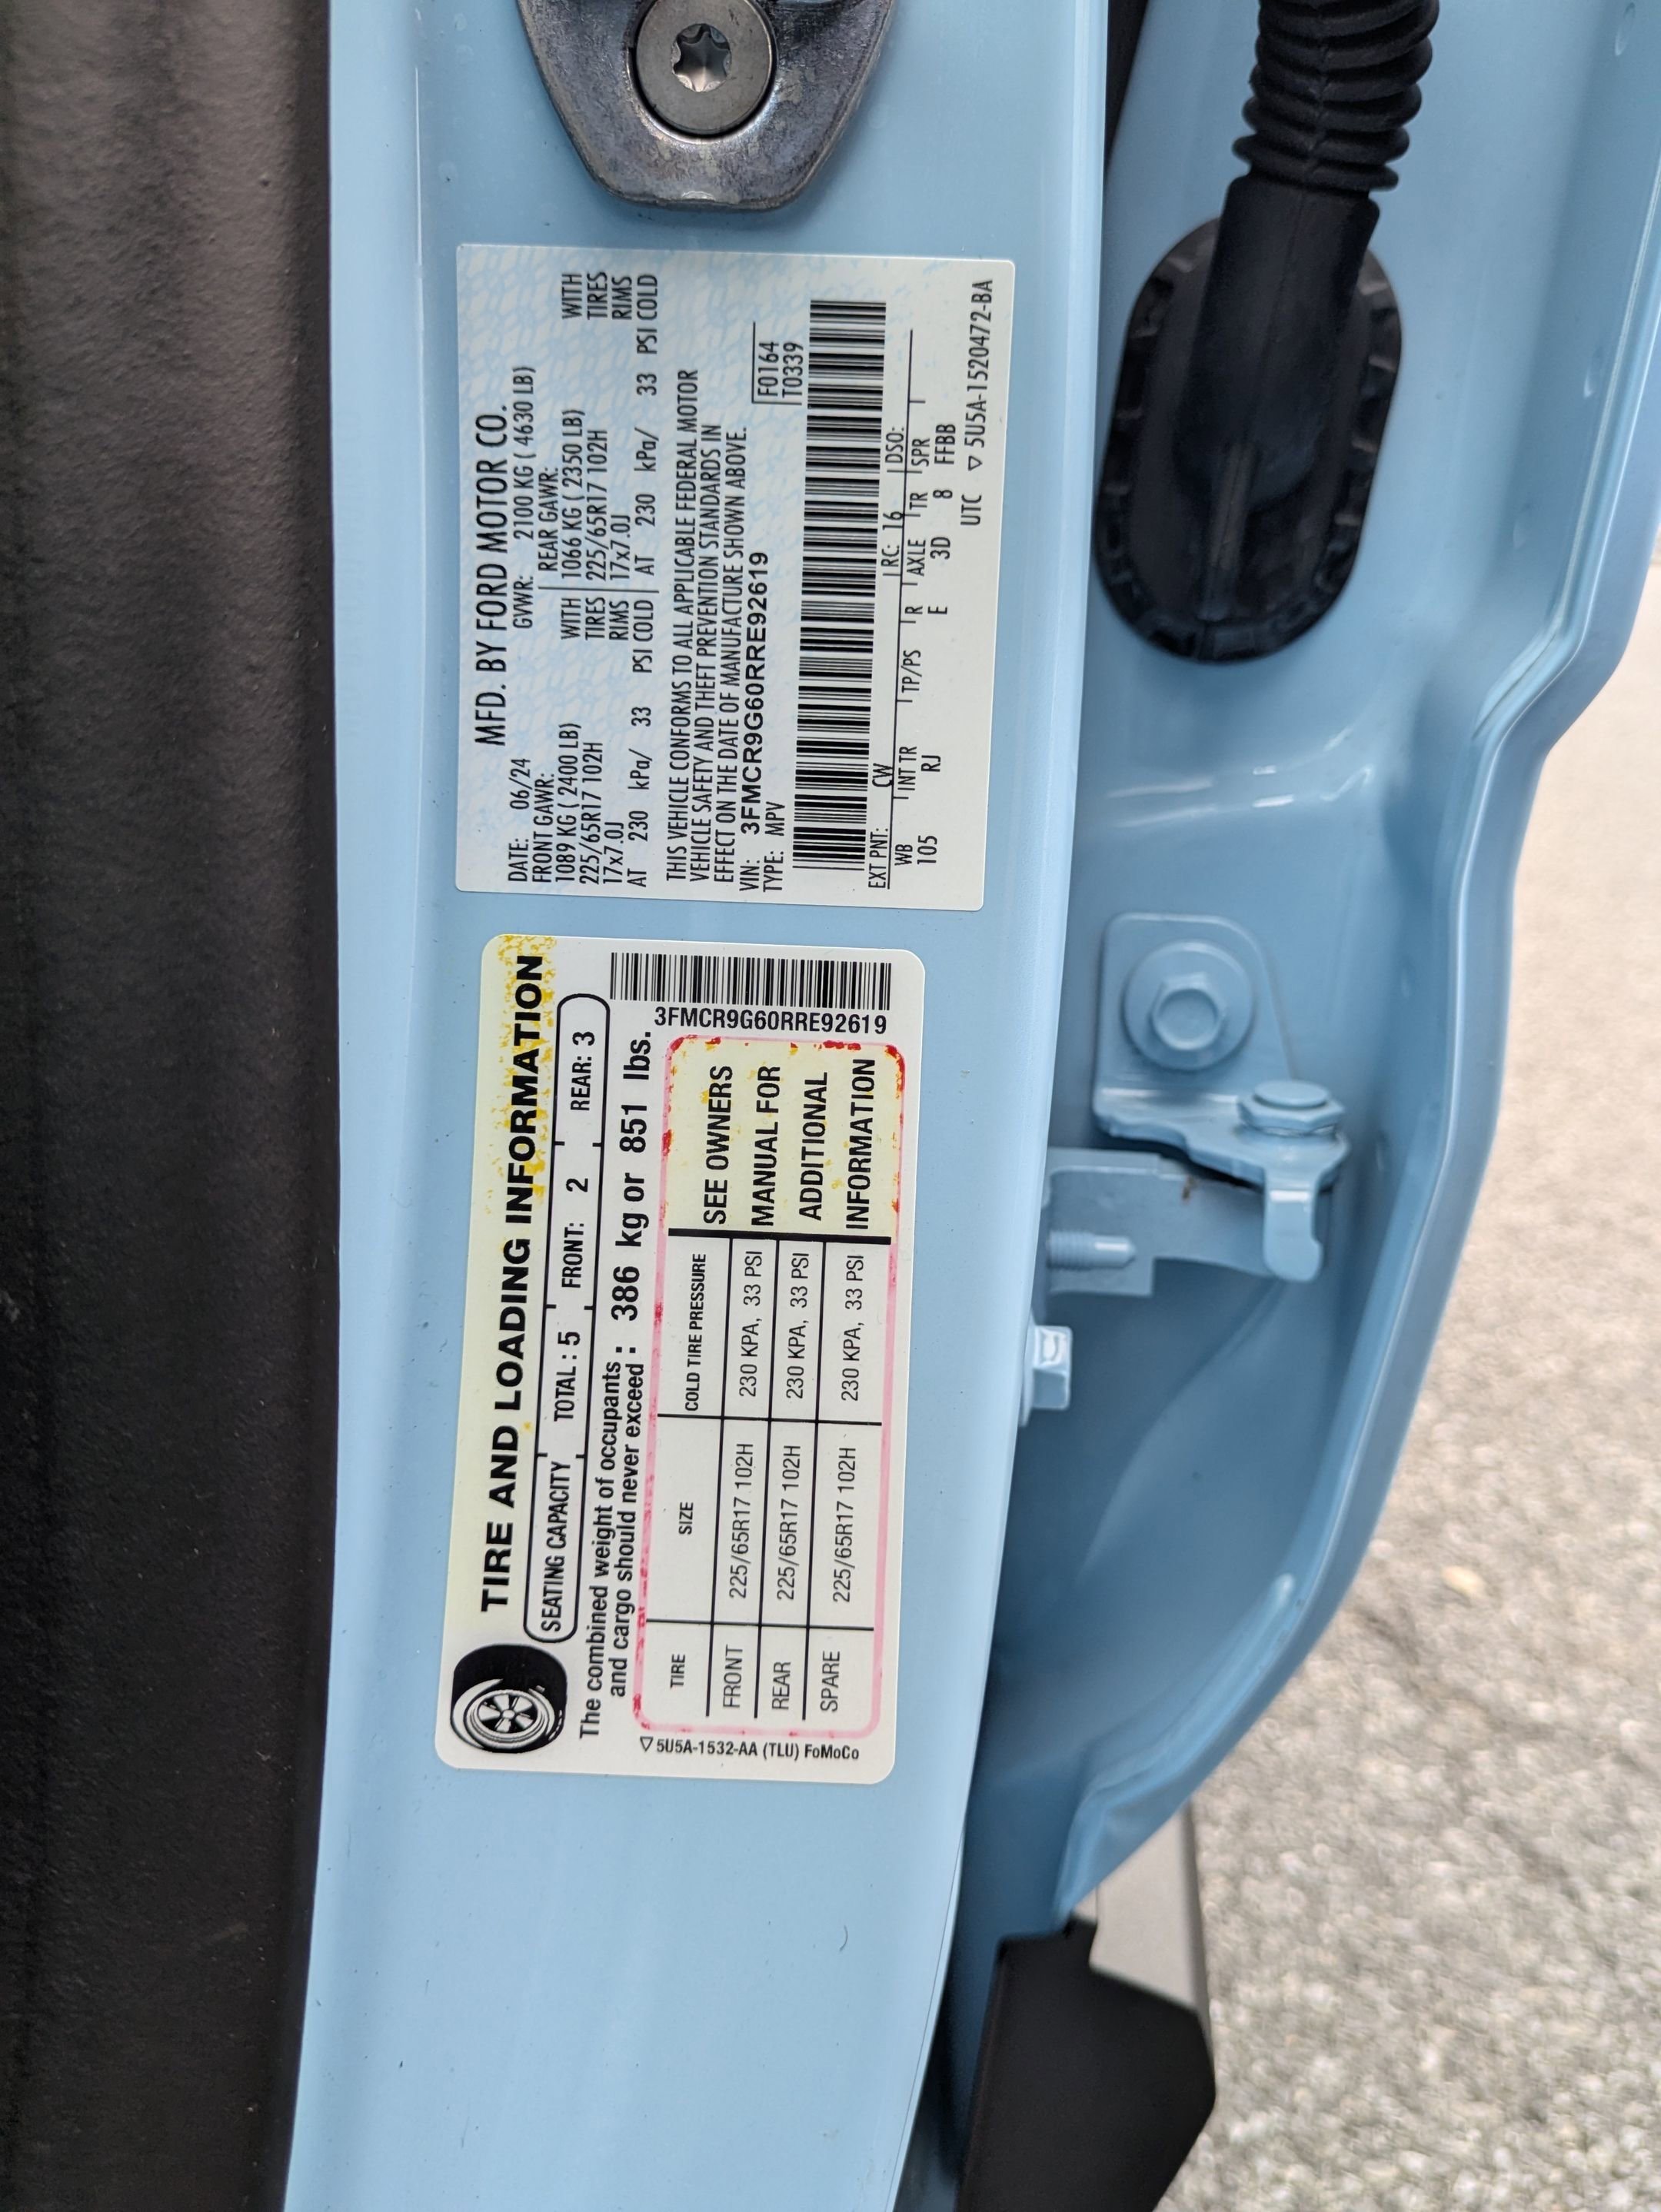 MFD. BY FORD MOTOR CO.
DATE: 06/24 GVWR: 2100 KG ( 4630 LB)
FRONT GAWR: REAR GAWR:
1089 KG ( 2400 LB) WITH 1066 KG ( 2350 LB) WITH
225/65R17 102H TIRES 225/65R17 102H TIRES
17x7.0J RIMS 17x7.0J RIMS
AT 230 kPa/ 33 PSI COLD AT 230 kPa/ 33 PSI COLD
THIS VEHICLE CONFORMS TO ALL APPLICABLE FEDERAL MOTOR
VEHICLE SAFETY AND THEFT PREVENTION STANDARDS IN
EFFECT ON THE DATE OF MANUFACTURE SHOWN ABOVE.
VIN: 3FMCR9G60RRE92619 F0164
TYPE: MPV T0339
EXT PNT: CW RC: 16 DSO:
WB INT TR TP/PS R AXLE TR SPR
105 RJ E 3D 8 FFBB
UTC ▽ 5U5A-1520472-BA
TIRE AND LOADING INFORMATION
SEATING CAPACITY TOTAL : 5 FRONT: 2 REAR: 3
The combined weight of occupants
and cargo should never exceed : 386 kg or 851 lbs.
TIRE SIZE COLD TIRE PRESSURE
FRONT 225/65R17 102H 230 KPA, 33 PSI
REAR 225/65R17 102H 230 KPA, 33 PSI
SPARE 225/65R17 102H 230 KPA, 33 PSI
SEE OWNERS
MANUAL FOR
ADDITIONAL
INFORMATION
3FMCR9G60RRE92619
▽ 5U5A-1532-AA (TLU) FoMoCo